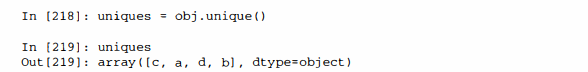 In [218]: uniques = obj.unique()
In [219]: uniques
Out[219]: array([c, a, d, b], dtype=object)